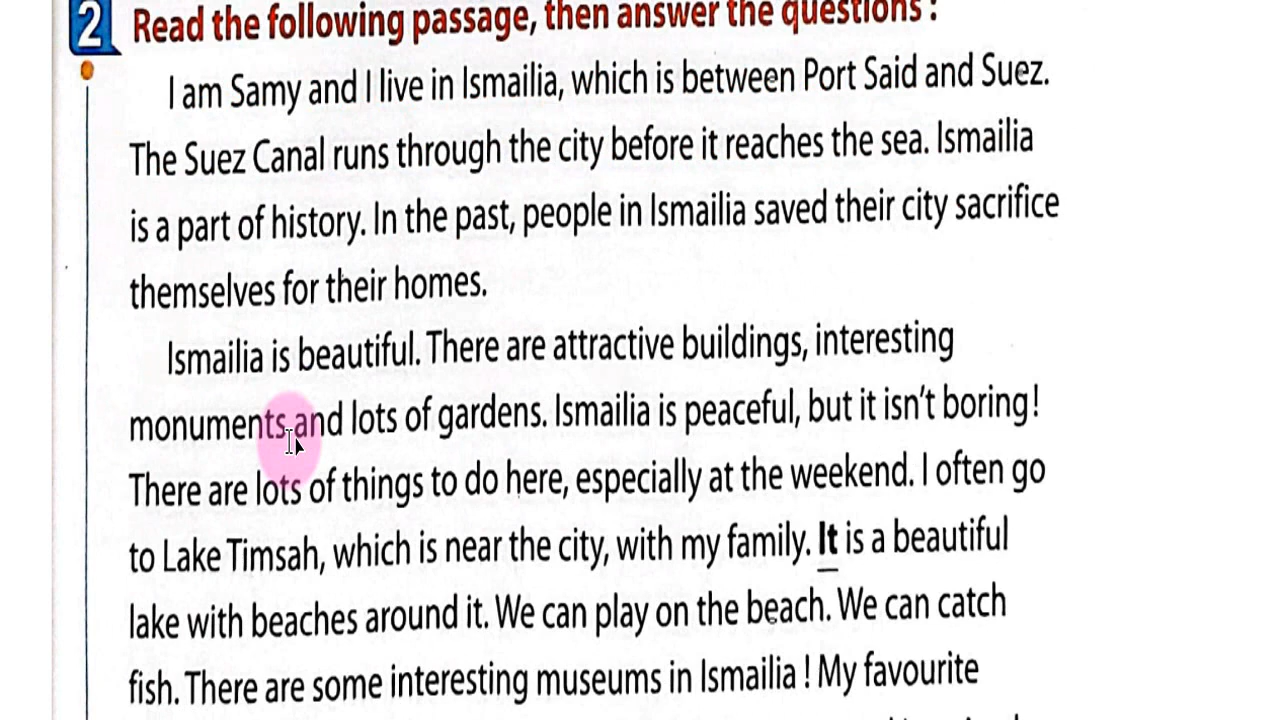 2 Read the following passage, then answer the questions :
I am Samy and I live in Ismailia, which is between Port Said and Suez.
The Suez Canal runs through the city before it reaches the sea. Ismailia
is a part of history. In the past, people in Ismailia saved their city sacrifice
themselves for their homes.
Ismailia is beautiful. There are attractive buildings, interesting
monuments and lots of gardens. Ismailia is peaceful, but it isn't boring!
There are lots of things to do here, especially at the weekend. I often go
to Lake Timsah, which is near the city, with my family. It is a beautiful
lake with beaches around it. We can play on the beach. We can catch
fish. There are some interesting museums in Ismailia ! My favourite